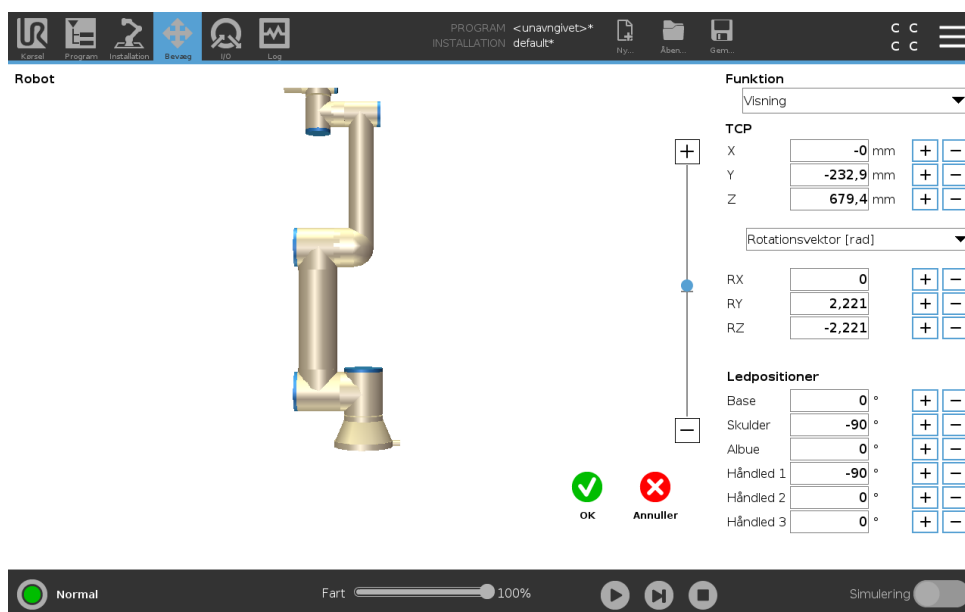 PROGRAM <unavngivet>*
INSTALLATION default*
UR
Kørsel Program Installation Bevæg I/O Log
Ny... Åben... Gem...
C C
C C
Robot
Funktion
Visning
TCP
X -0 mm + −
Y -232,9 mm + −
Z 679,4 mm + −
Rotationsvektor [rad]
RX 0 + −
RY 2,221 + −
RZ -2,221 + −
Ledpositioner
Base 0 ° + −
Skulder -90 ° + −
Albue 0 ° + −
Håndled 1 -90 ° + −
Håndled 2 0 ° + −
Håndled 3 0 ° + −
OK Annuller
Normal Fart 100% Simulering